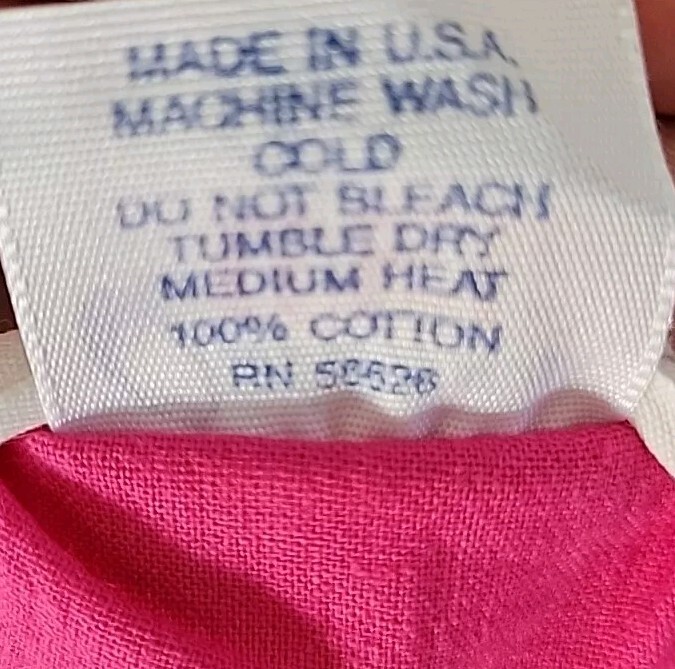 MADE IN U.S.A.
MACHINE WASH
COLD
DO NOT BLEACH
TUMBLE DRY
MEDIUM HEAT
100% COTTON
RN